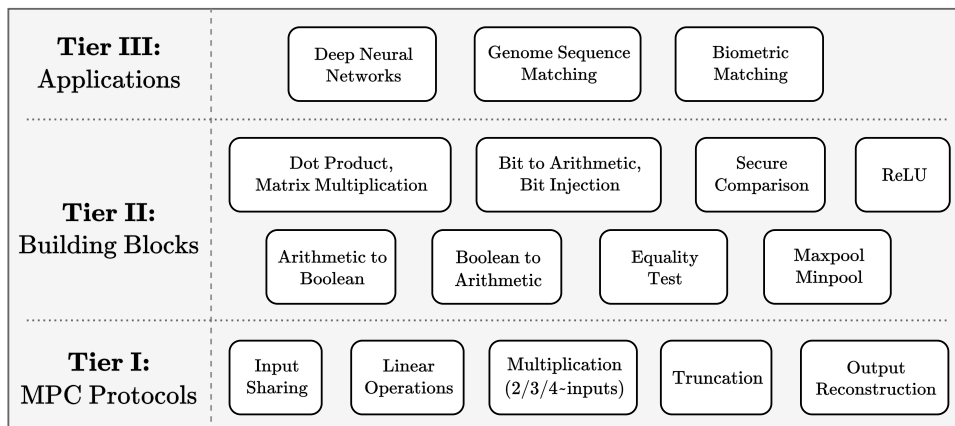 Tier III:
Applications
Deep Neural
Networks
Genome Sequence
Matching
Biometric
Matching
Tier II:
Building Blocks
Dot Product,
Matrix Multiplication
Bit to Arithmetic,
Bit Injection
Secure
Comparison
ReLU
Arithmetic to
Boolean
Boolean to
Arithmetic
Equality
Test
Maxpool
Minpool
Tier I:
MPC Protocols
Input
Sharing
Linear
Operations
Multiplication
(2/3/4-inputs)
Truncation
Output
Reconstruction